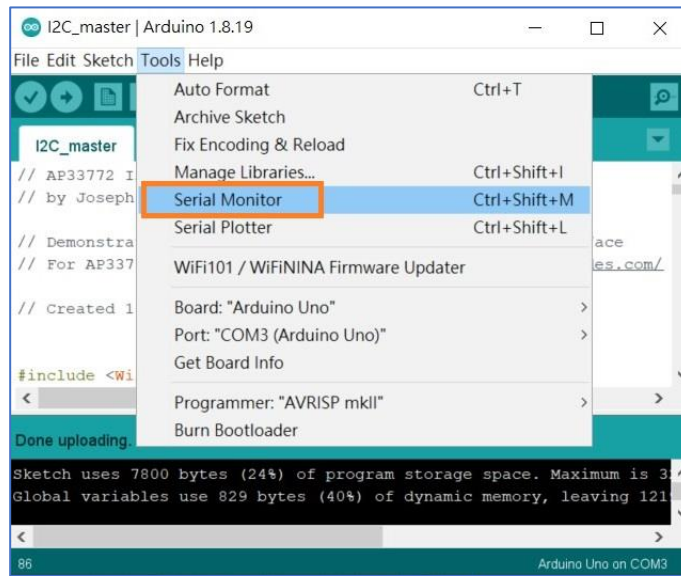 I2C_master | Arduino 1.8.19
File Edit Sketch Tools Help
Auto Format Ctrl+T
Archive Sketch
Fix Encoding & Reload
Manage Libraries... Ctrl+Shift+I
Serial Monitor Ctrl+Shift+M
Serial Plotter Ctrl+Shift+L
WiFi101 / WiFiNINA Firmware Updater
Board: "Arduino Uno"
Port: "COM3 (Arduino Uno)"
Get Board Info
Programmer: "AVRISP mkII"
Burn Bootloader
I2C_master
// AP33772 I
// by Joseph
// Demonstra ace
// For AP337 es.com/
// Created 1
#include <Wi
Done uploading.
Sketch uses 7800 bytes (24%) of program storage space. Maximum is 3
Global variables use 829 bytes (40%) of dynamic memory, leaving 121
86 Arduino Uno on COM3